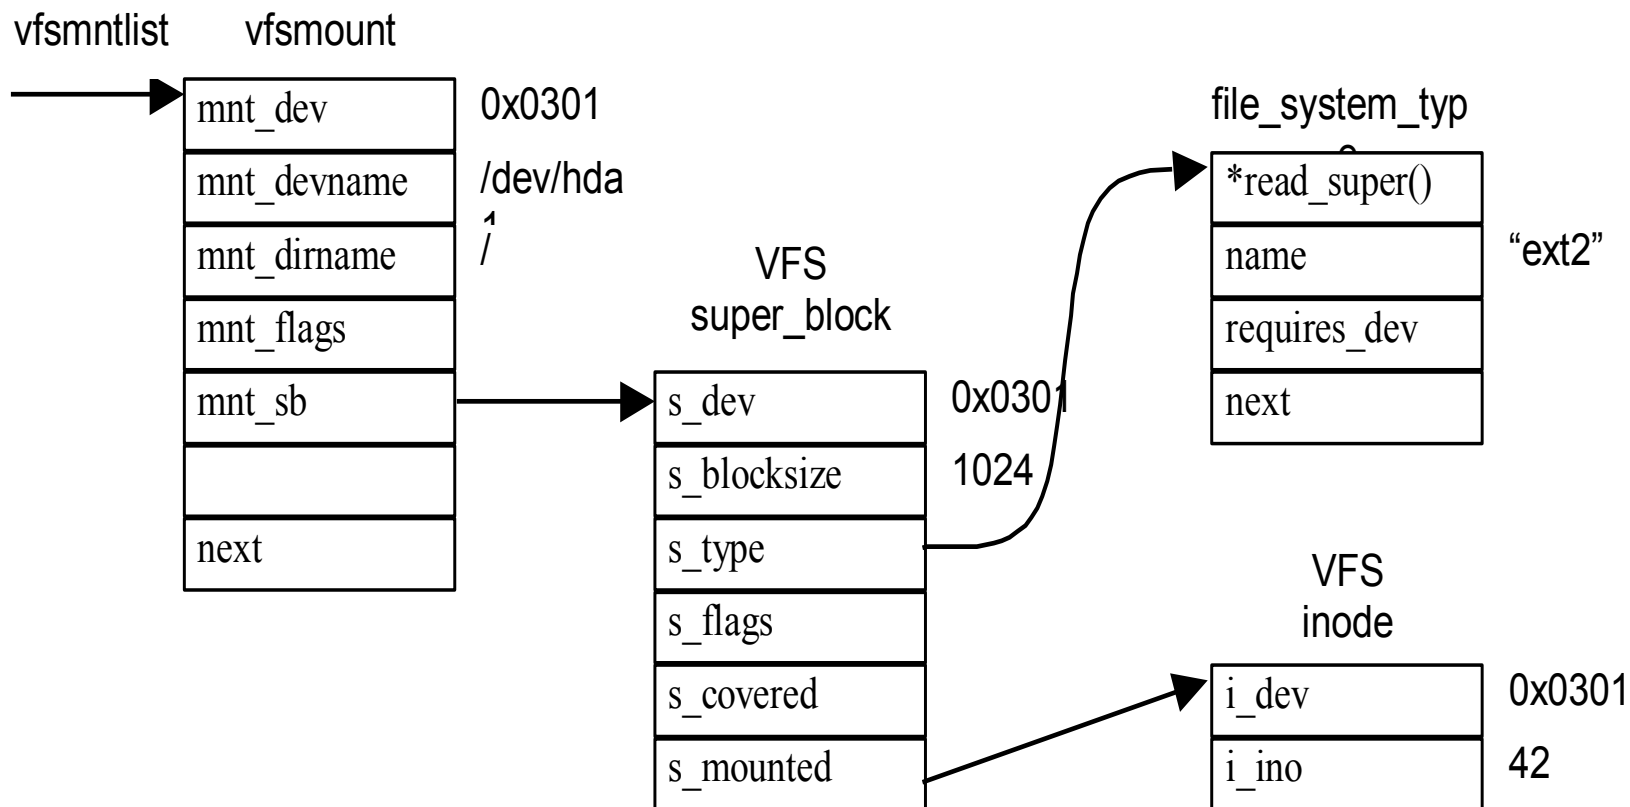 vfsmntlist
vfsmount
mnt_dev
0x0301
mnt_devname
/dev/hda
1
mnt_dirname
/
mnt_flags
mnt_sb
next
VFS
super_block
s_dev
0x0301
s_blocksize
1024
s_type
s_flags
s_covered
s_mounted
file_system_typ
*read_super()
name
“ext2”
requires_dev
next
VFS
inode
i_dev
0x0301
i_ino
42